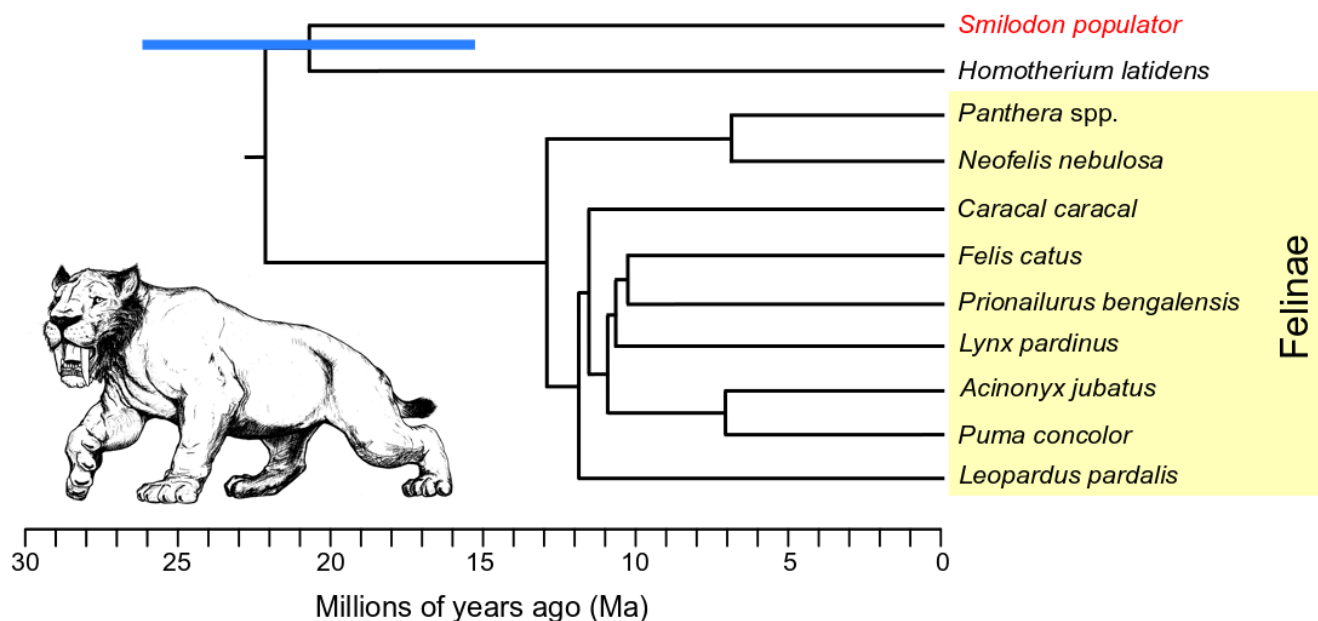 Smilodon populator
Homotherium latidens
Panthera spp.
Neofelis nebulosa
Caracal caracal
Felis catus
Prionailurus bengalensis
Lynx pardinus
Acinonyx jubatus
Puma concolor
Leopardus pardalis
Felinae
30 25 20 15 10 5 0
Millions of years ago (Ma)